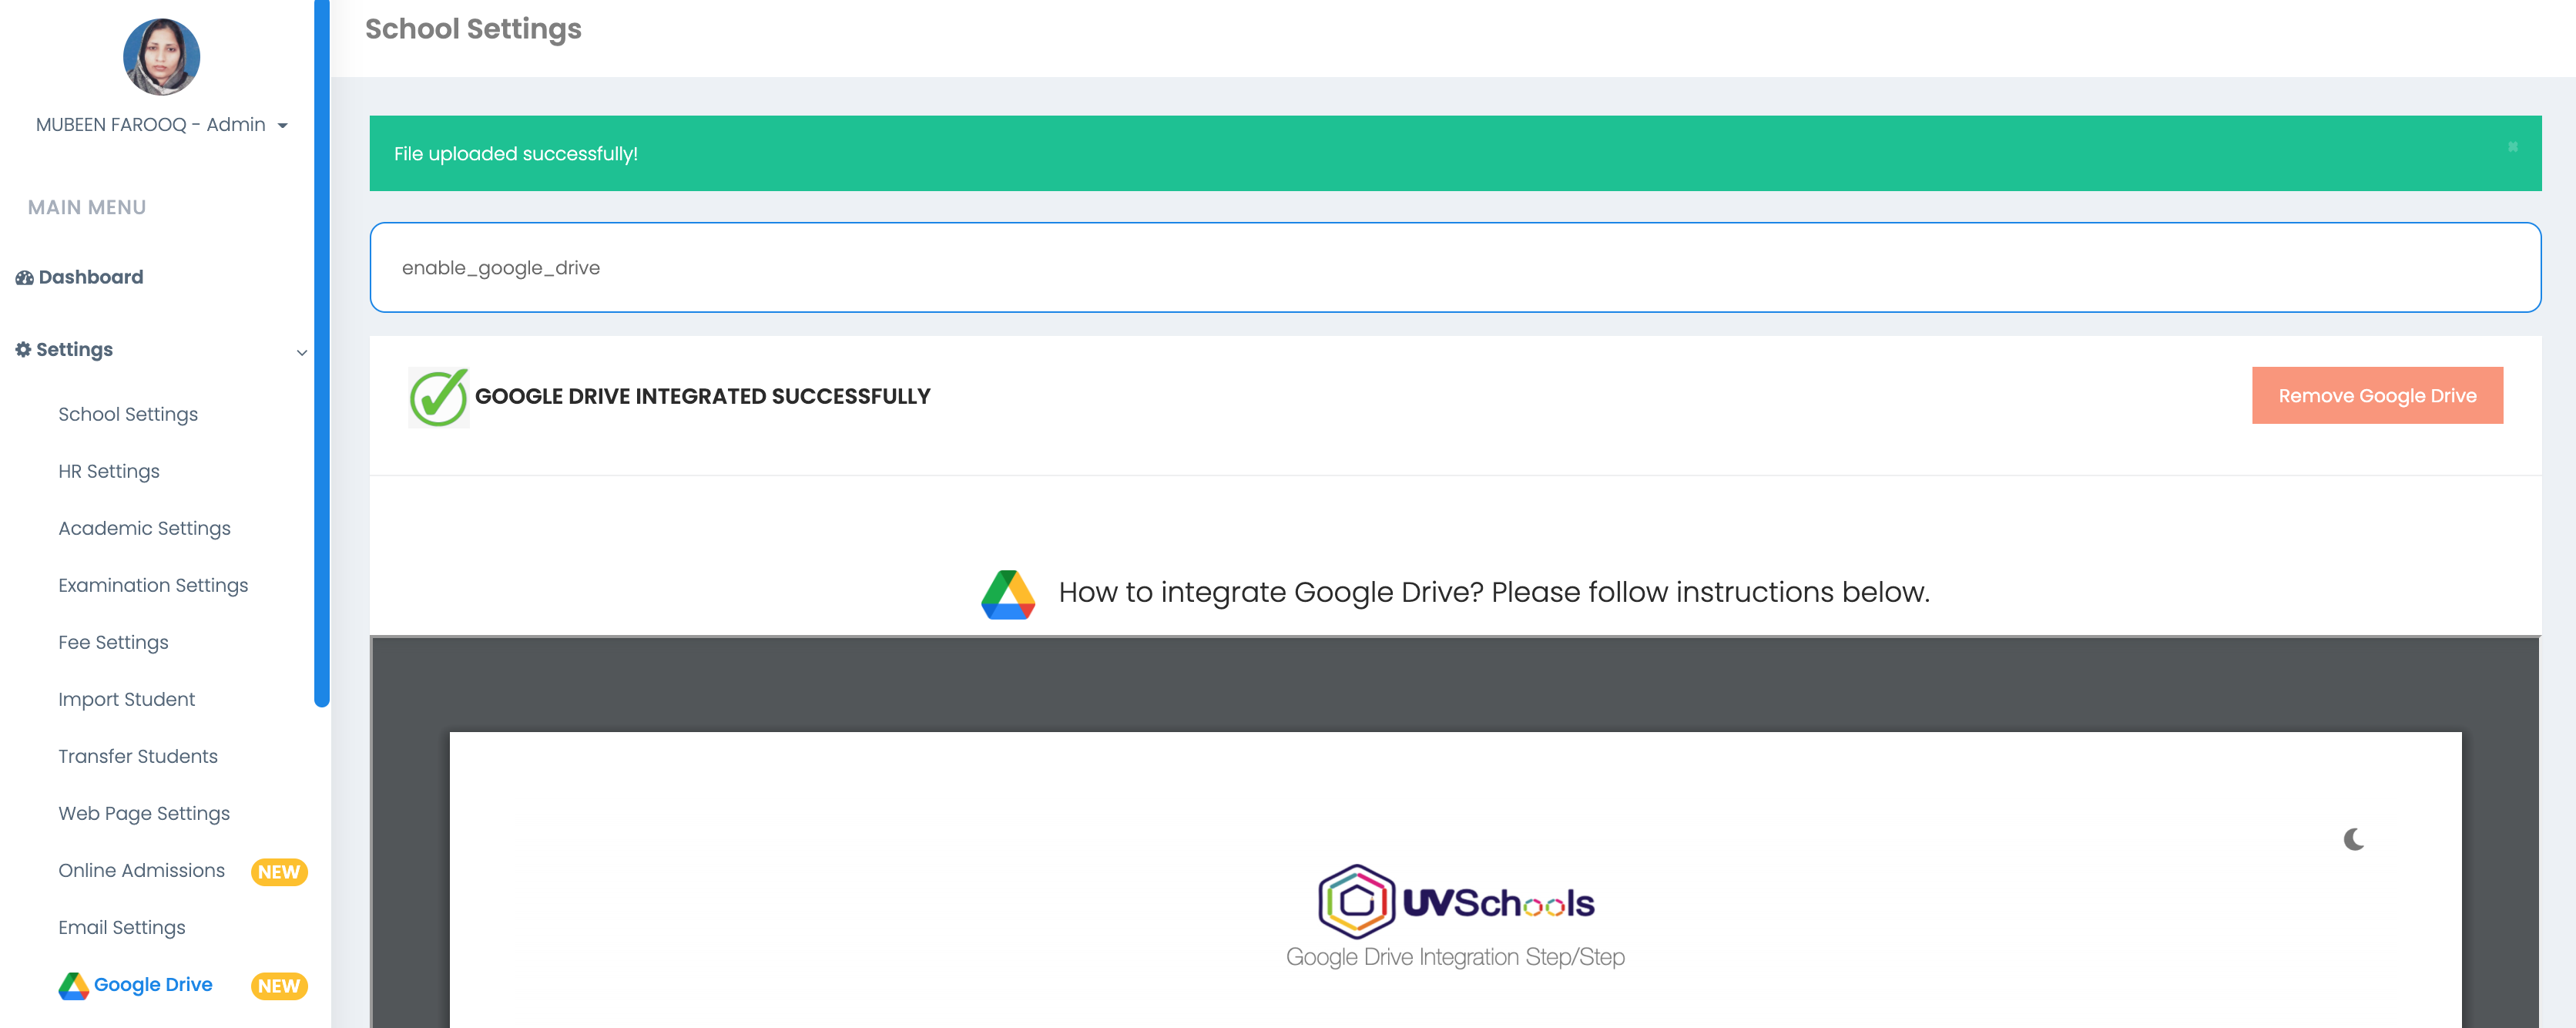 MUBEEN FAROOQ - Admin
MAIN MENU
Dashboard
Settings
School Settings
HR Settings
Academic Settings
Examination Settings
Fee Settings
Import Student
Transfer Students
Web Page Settings
Online Admissions NEW
Email Settings
Google Drive NEW
School Settings
File uploaded successfully!
enable_google_drive
GOOGLE DRIVE INTEGRATED SUCCESSFULLY
Remove Google Drive
How to integrate Google Drive? Please follow instructions below.
UVSchools
Google Drive Integration Step/Step